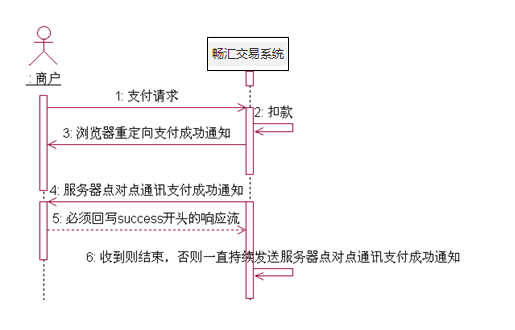 畅汇交易系统
: 商户
1: 支付请求
2: 扣款
3: 浏览器重定向支付成功通知
4: 服务器点对点通讯支付成功通知
5: 必须回写success开头的响应流
6: 收到则结束，否则一直持续发送服务器点对点通讯支付成功通知